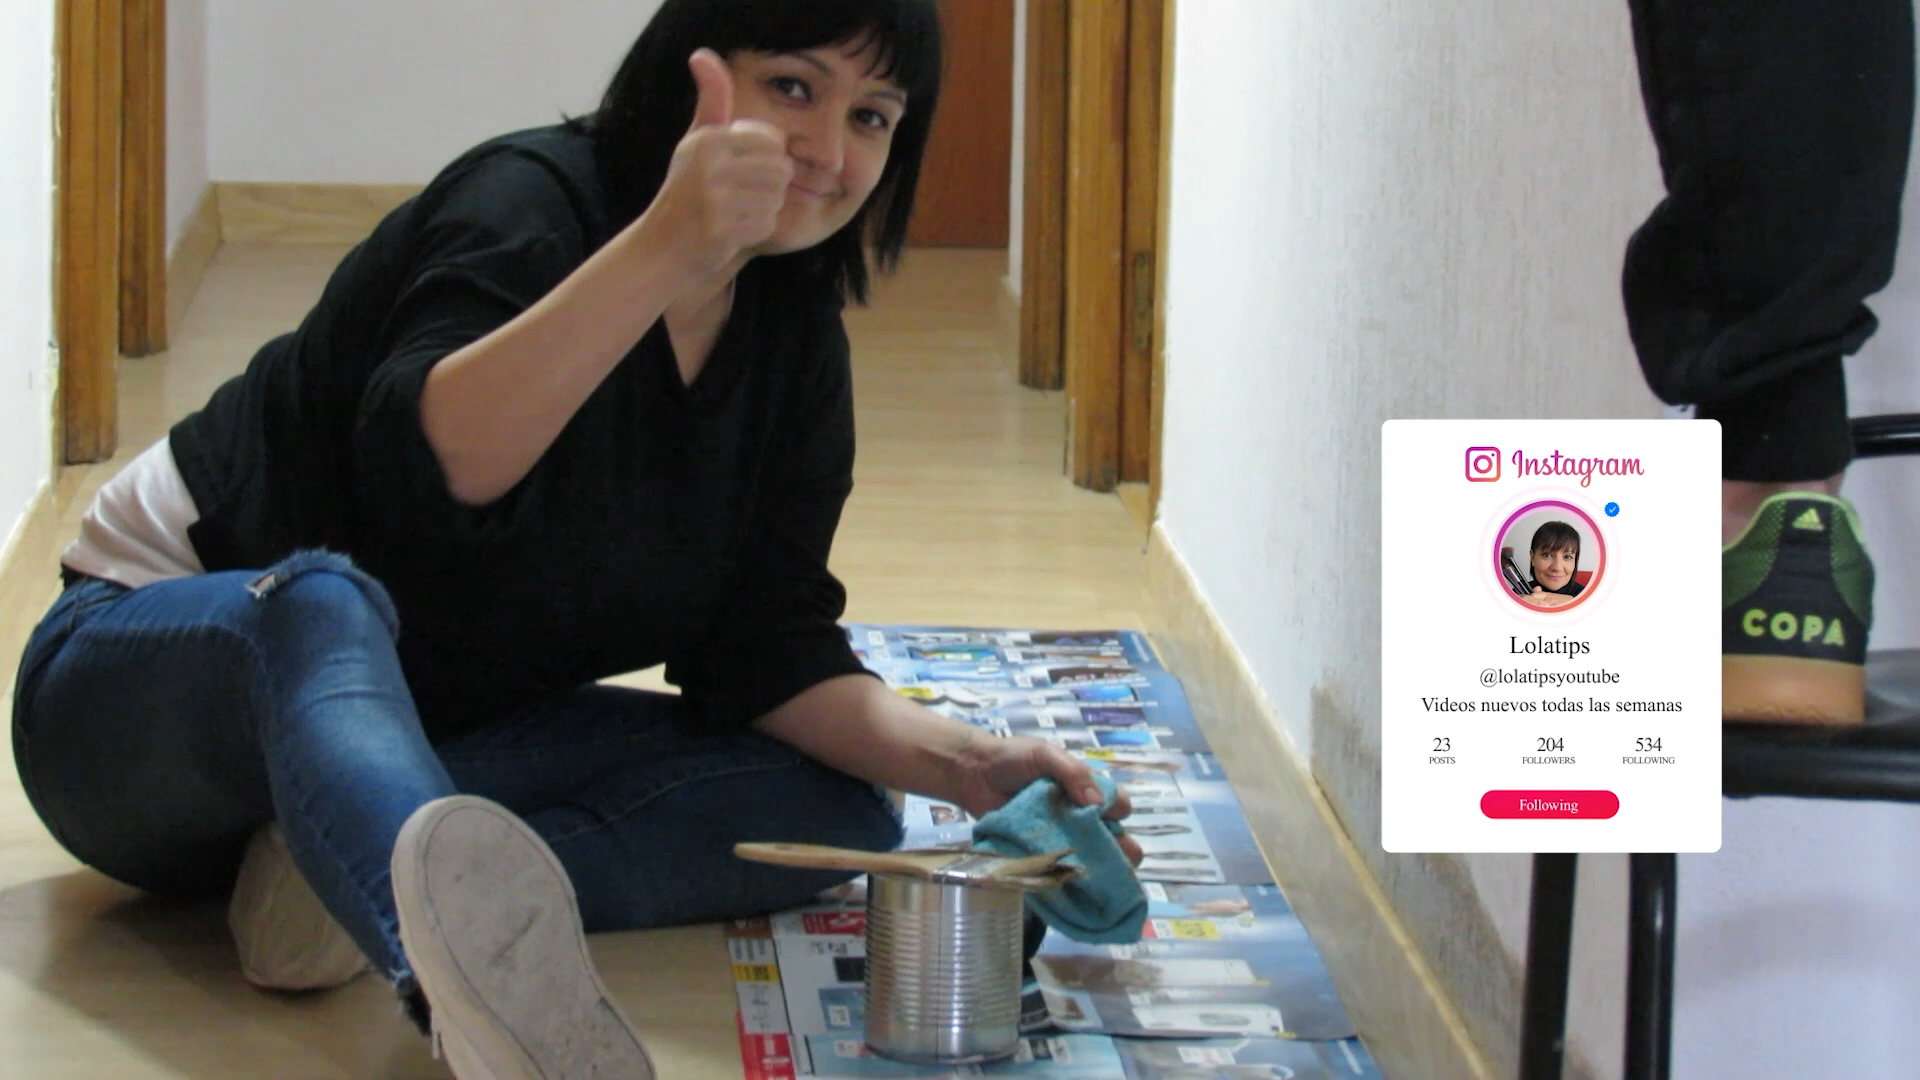 Instagram
Lolatips
@lolatipsyoutube
Videos nuevos todas las semanas
23 204 534
POSTS FOLLOWERS FOLLOWING
Following
COPA